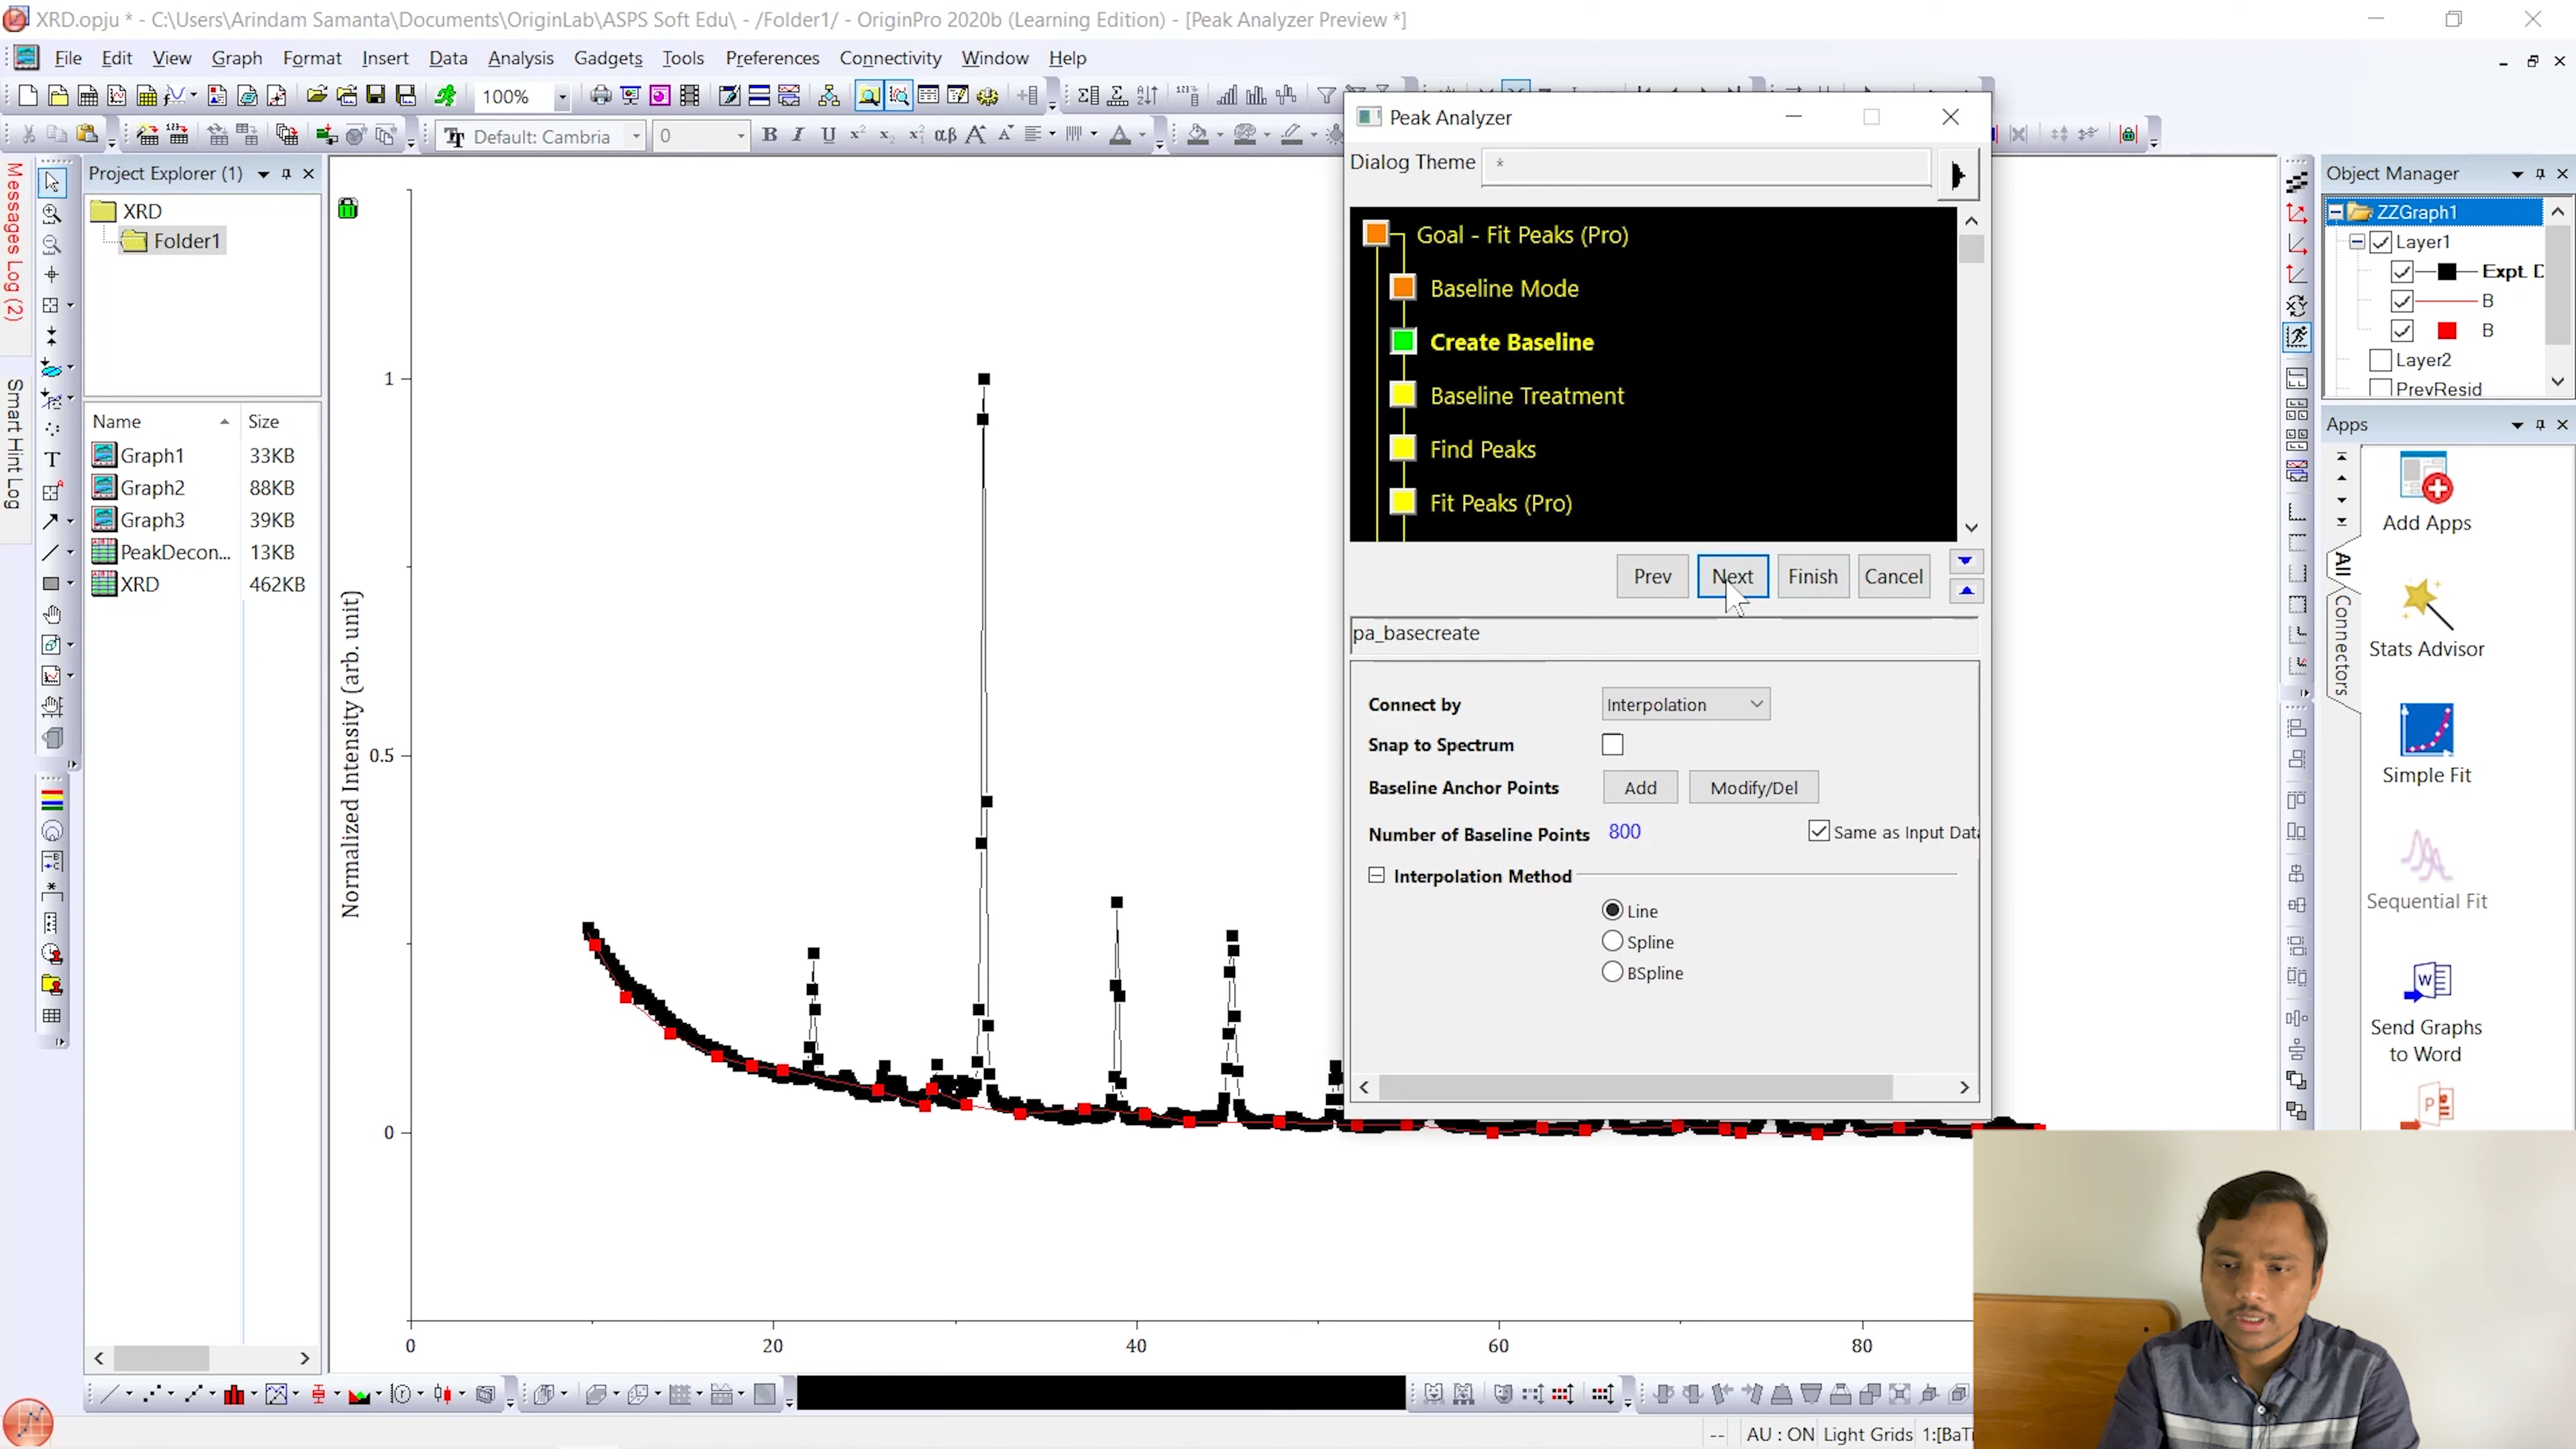 XRD.opju * - C:\Users\Arindam Samanta\Documents\OriginLab\ASPS Soft Edu\ - /Folder1/ - OriginPro 2020b (Learning Edition) - [Peak Analyzer Preview *]
File Edit View Graph Format Insert Data Analysis Gadgets Tools Preferences Connectivity Window Help
100%
Default: Cambria 0 B I U
Messages Log (2)
Smart Hint Log
Project Explorer (1)
XRD
Folder1
Name Size
Graph1 33KB
Graph2 88KB
Graph3 39KB
PeakDecon... 13KB
XRD 462KB
Normalized Intensity (arb. unit)
1
0.5
0
0 20 40 60 80
Peak Analyzer
Dialog Theme *
Goal - Fit Peaks (Pro)
Baseline Mode
Create Baseline
Baseline Treatment
Find Peaks
Fit Peaks (Pro)
Prev Next Finish Cancel
pa_basecreate
Connect by Interpolation
Snap to Spectrum
Baseline Anchor Points Add Modify/Del
Number of Baseline Points 800 Same as Input Data
Interpolation Method
Line
Spline
BSpline
Object Manager
ZZGraph1
Layer1
Expt. D
B
B
Layer2
PrevResid
Apps
All
Connectors
Add Apps
Stats Advisor
Simple Fit
Sequential Fit
Send Graphs
to Word
-- AU : ON Light Grids 1:[BaTi